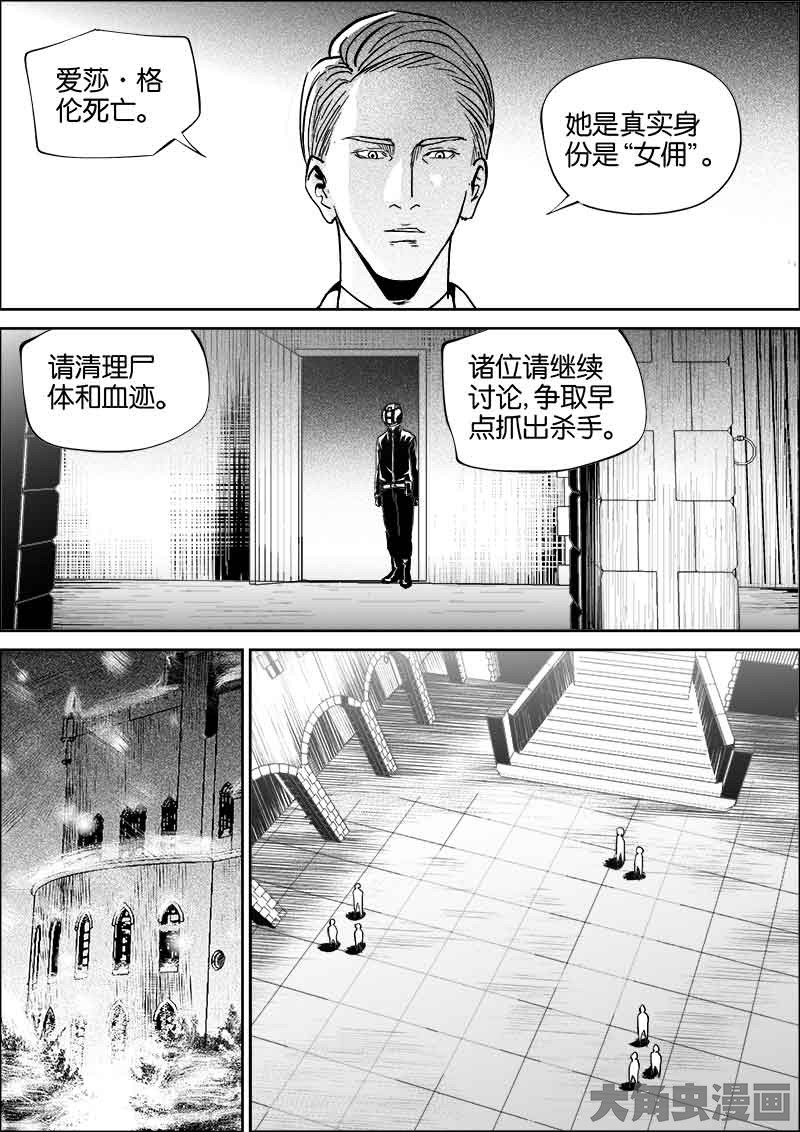 爱莎·格
伦死亡。
她是真实身
份是“女佣”。
请清理尸
体和血迹。
诸位请继续
讨论,争取早
点抓出杀手。
大角虫漫画